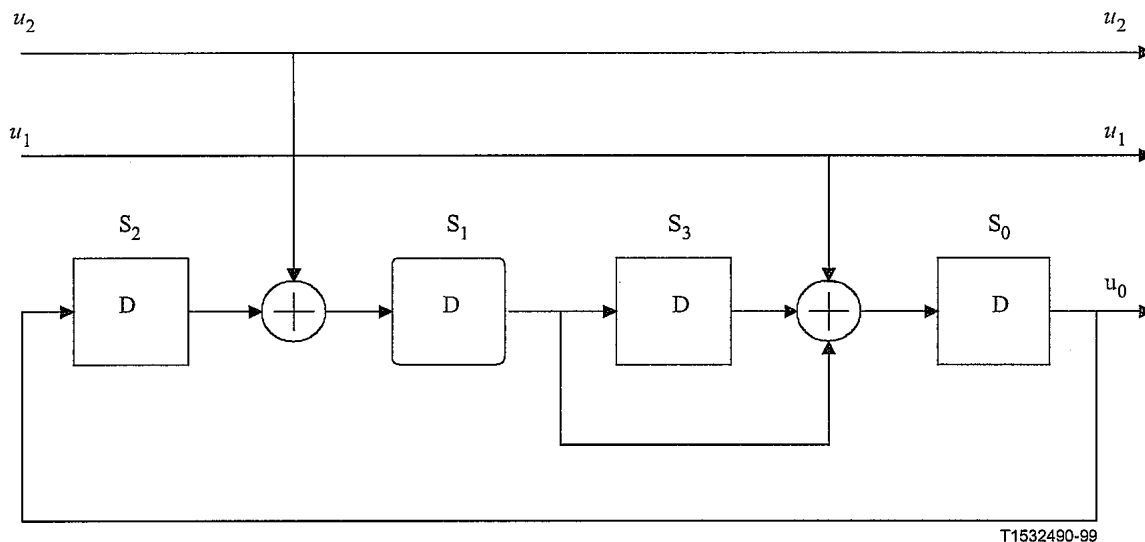 u₂ u₂
u₁ u₁
S₂ S₁ S₃ S₀
D D D D u₀
T1532490-99